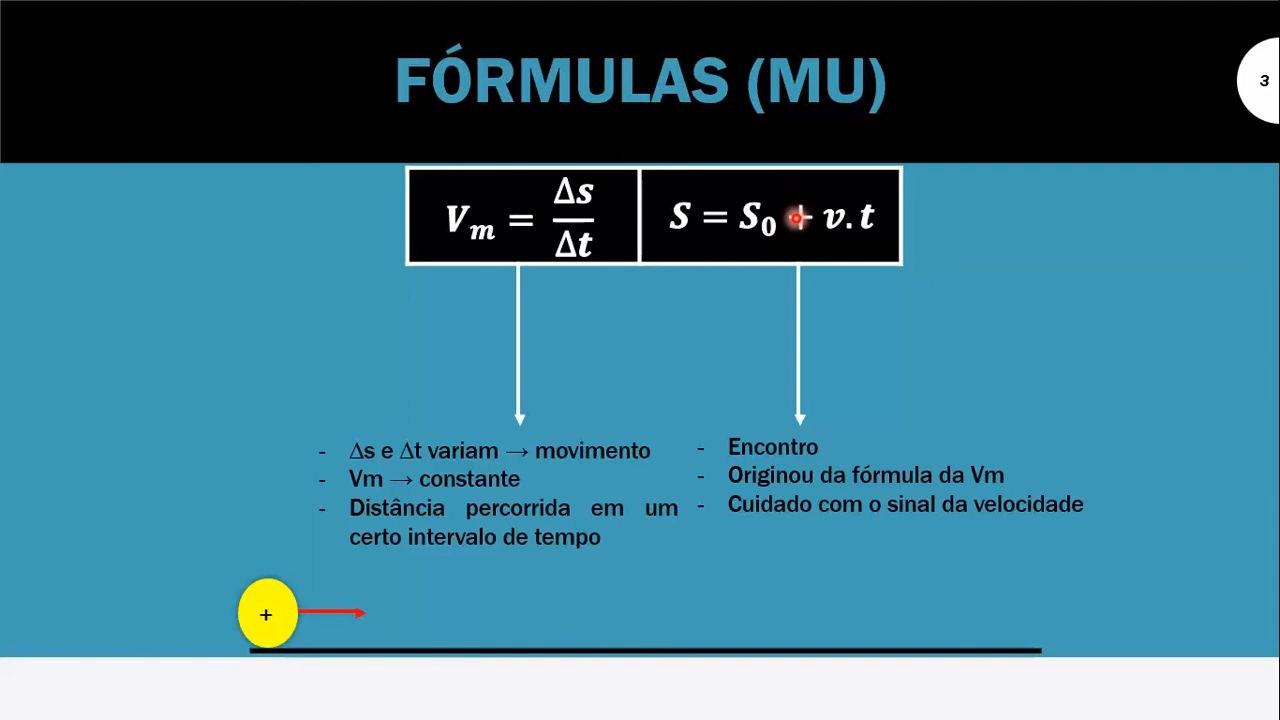 FÓRMULAS (MU)
3
Vₘ = Δs/Δt
S = S₀ + v.t
- Δs e Δt variam → movimento
- Vm → constante
- Distância percorrida em um
certo intervalo de tempo
- Encontro
- Originou da fórmula da Vm
- Cuidado com o sinal da velocidade
+